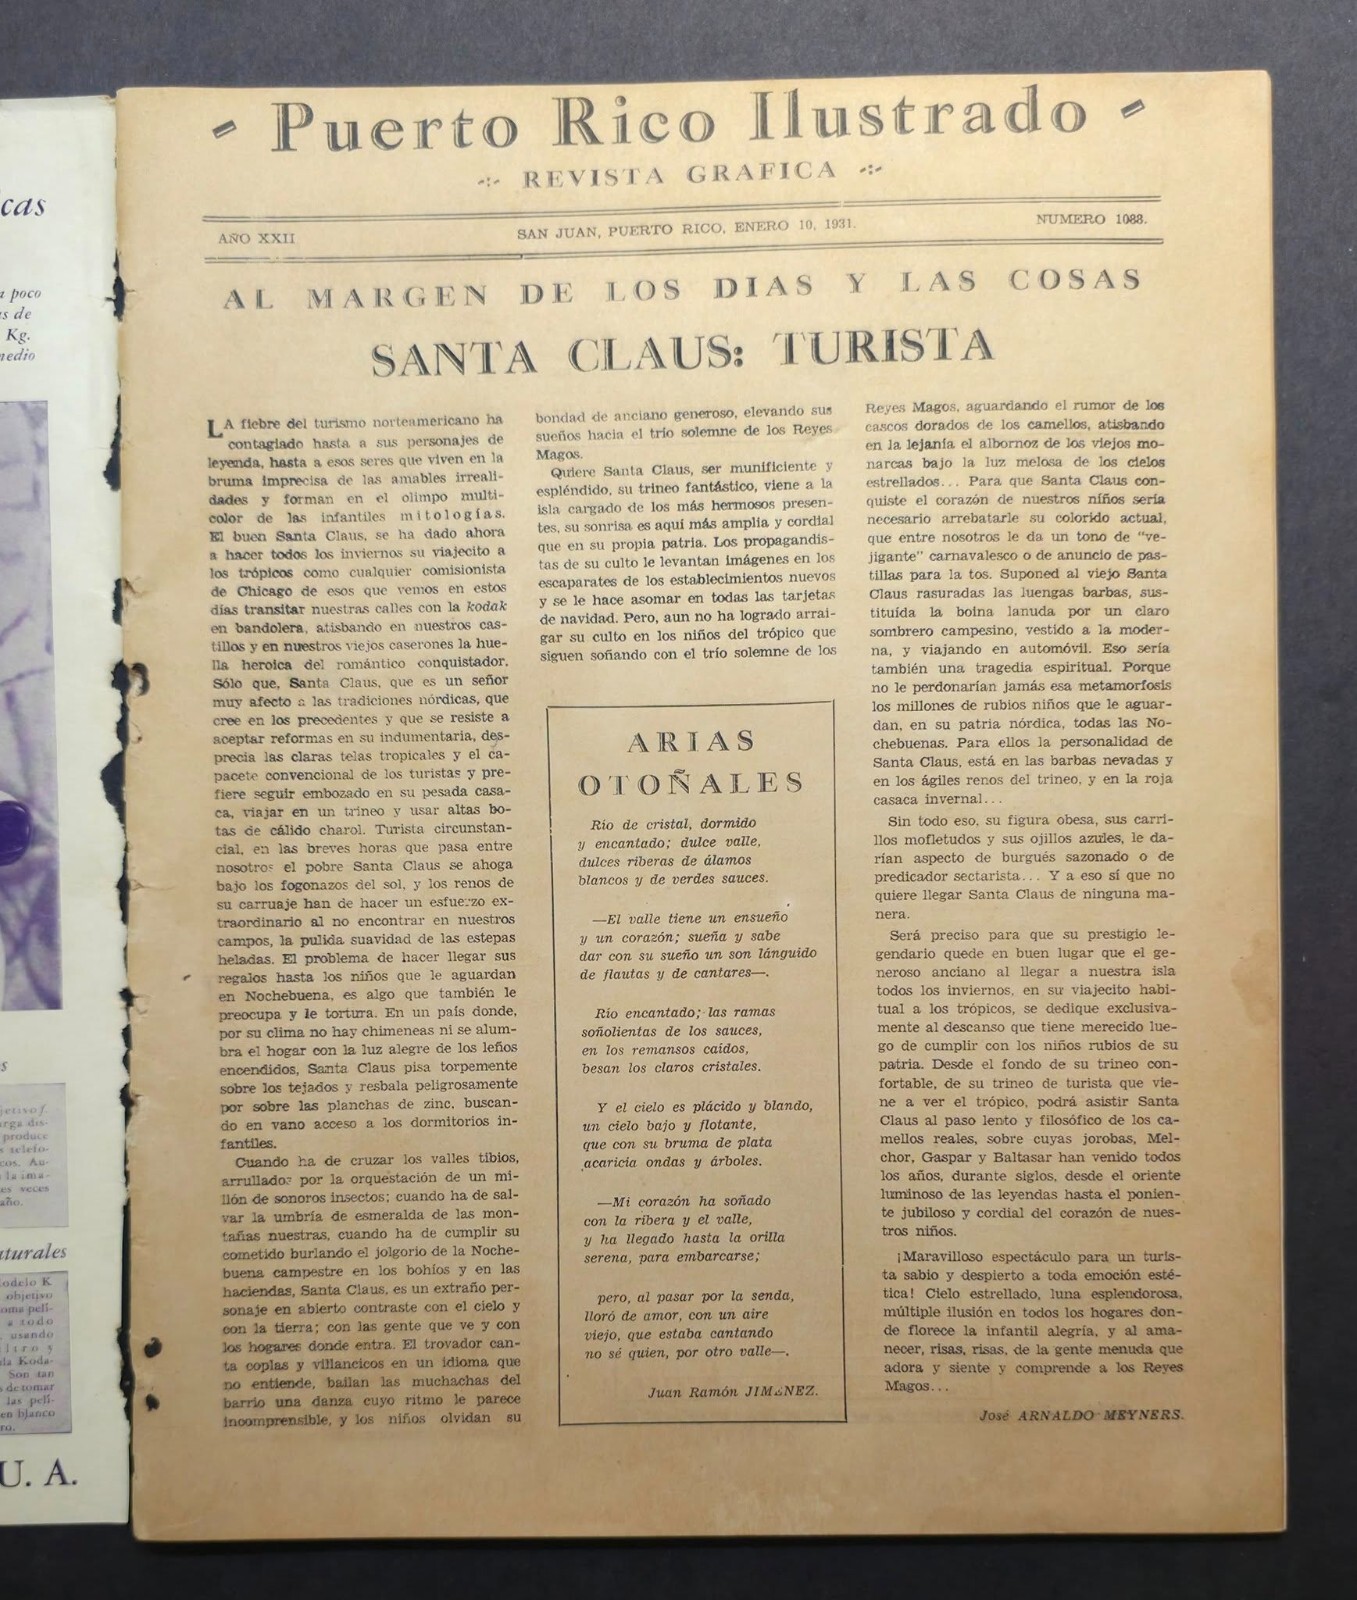 Puerto Rico Ilustrado
REVISTA GRAFICA
AÑO XXII
SAN JUAN, PUERTO RICO, ENERO 10, 1931.
NUMERO 1088.
AL MARGEN DE LOS DIAS Y LAS COSAS
SANTA CLAUS: TURISTA
LA fiebre del turismo norteamericano ha
contagiado hasta a sus personajes de
leyenda, hasta a esos seres que viven en la
bruma imprecisa de las amables irreali-
dades y forman en el olimpo multi-
color de las infantiles mitologías.
El buen Santa Claus, se ha dado ahora
a hacer todos los inviernos su viajecito a
los trópicos como cualquier comisionista
de Chicago de esos que vemos en estos
días transitar nuestras calles con la kodak
en bandolera, atisbando en nuestros cas-
tillos y en nuestros viejos caserones la hue-
lla heroica del romántico conquistador.
Sólo que, Santa Claus, que es un señor
muy afecto a las tradiciones nórdicas, que
cree en los precedentes y que se resiste a
aceptar reformas en su indumentaria, des-
precia las claras telas tropicales y el ca-
pacete convencional de los turistas y pre-
fiere seguir embozado en su pesada casa-
ca, viajar en un trineo y usar altas bo-
tas de cálido charol. Turista circunstan-
cial, en las breves horas que pasa entre
nosotros el pobre Santa Claus se ahoga
bajo los fogonazos del sol, y los renos de
su carruaje han de hacer un esfuerzo ex-
traordinario al no encontrar en nuestros
campos, la pulida suavidad de las estepas
heladas. El problema de hacer llegar sus
regalos hasta los niños que le aguardan
en Nochebuena, es algo que también le
preocupa y le tortura. En un país donde,
por su clima no hay chimeneas ni se alum-
bra el hogar con la luz alegre de los leños
encendidos, Santa Claus pisa torpemente
sobre los tejados y resbala peligrosamente
por sobre las planchas de zinc, buscan-
do en vano acceso a los dormitorios in-
fantiles.
Cuando ha de cruzar los valles tibios,
arrullados por la orquestación de un mi-
llón de sonoros insectos; cuando ha de sal-
var la umbría de esmeralda de las mon-
tañas nuestras, cuando ha de cumplir su
cometido burlando el jolgorio de la Noche-
buena campestre en los bohíos y en las
haciendas, Santa Claus, es un extraño per-
sonaje en abierto contraste con el cielo y
con la tierra; con las gente que ve y con
los hogares donde entra. El trovador can-
ta coplas y villancicos en un idioma que
no entiende, bailan las muchachas del
barrio una danza cuyo ritmo le parece
incomprensible, y los niños olvidan su
bondad de anciano generoso, elevando sus
sueños hacia el trío solemne de los Reyes
Magos.
Quiere Santa Claus, ser munificiente y
espléndido, su trineo fantástico, viene a la
isla cargado de los más hermosos presen-
tes, su sonrisa es aquí más amplia y cordial
que en su propia patria. Los propagandis-
tas de su culto le levantan imágenes en los
escaparates de los establecimientos nuevos
y se le hace asomar en todas las tarjetas
de navidad. Pero, aun no ha logrado arrai-
gar su culto en los niños del trópico que
siguen soñando con el trío solemne de los
ARIAS
OTOÑALES
Río de cristal, dormido
y encantado; dulce valle,
dulces riberas de álamos
blancos y de verdes sauces.
—El valle tiene un ensueño
y un corazón; sueña y sabe
dar con su sueño un son lánguido
de flautas y de cantares—.
Río encantado; las ramas
soñolientas de los sauces,
en los remansos caídos,
besan los claros cristales.
Y el cielo es plácido y blando,
un cielo bajo y flotante,
que con su bruma de plata
acaricia ondas y árboles.
—Mi corazón ha soñado
con la ribera y el valle,
y ha llegado hasta la orilla
serena, para embarcarse;
pero, al pasar por la senda,
lloró de amor, con un aire
viejo, que estaba cantando
no sé quien, por otro valle—.
Juan Ramón JIMÉNEZ.
Reyes Magos, aguardando el rumor de los
cascos dorados de los camellos, atisbando
en la lejanía el albornoz de los viejos mo-
narcas bajo la luz melosa de los cielos
estrellados... Para que Santa Claus con-
quiste el corazón de nuestros niños sería
necesario arrebatarle su colorido actual,
que entre nosotros le da un tono de "ve-
jigante" carnavalesco o de anuncio de pas-
tillas para la tos. Suponed al viejo Santa
Claus rasuradas las luengas barbas, sus-
tituída la boina lanuda por un claro
sombrero campesino, vestido a la moder-
na, y viajando en automóvil. Eso sería
también una tragedia espiritual. Porque
no le perdonarían jamás esa metamorfosis
los millones de rubios niños que le aguar-
dan, en su patria nórdica, todas las No-
chebuenas. Para ellos la personalidad de
Santa Claus, está en las barbas nevadas y
en los ágiles renos del trineo, y en la roja
casaca invernal...
Sin todo eso, su figura obesa, sus carri-
llos mofletudos y sus ojillos azules, le da-
rían aspecto de burgués sazonado o de
predicador sectarista... Y a eso sí que no
quiere llegar Santa Claus de ninguna ma-
nera.
Será preciso para que su prestigio le-
gendario quede en buen lugar que el ge-
neroso anciano al llegar a nuestra isla
todos los inviernos, en su viajecito habi-
tual a los trópicos, se dedique exclusiva-
mente al descanso que tiene merecido lue-
go de cumplir con los niños rubios de su
patria. Desde el fondo de su trineo con-
fortable, de su trineo de turista que vie-
ne a ver el trópico, podrá asistir Santa
Claus al paso lento y filosófico de los ca-
mellos reales, sobre cuyas jorobas, Mel-
chor, Gaspar y Baltasar han venido todos
los años, durante siglos, desde el oriente
luminoso de las leyendas hasta el ponien-
te jubiloso y cordial del corazón de nues-
tros niños.
¡Maravilloso espectáculo para un turis-
ta sabio y despierto a toda emoción esté-
tica! Cielo estrellado, luna esplendorosa,
múltiple ilusión en todos los hogares don-
de florece la infantil alegría, y al ama-
necer, risas, risas, de la gente menuda que
adora y siente y comprende a los Reyes
Magos...
José ARNALDO MEYNERS.
cas
poco
s de
Kg.
medio
turales
odelo K
objetivo
a todo
usando
da Koda-
Son tan
de tomar
las pelí-
en blanco
U. A.